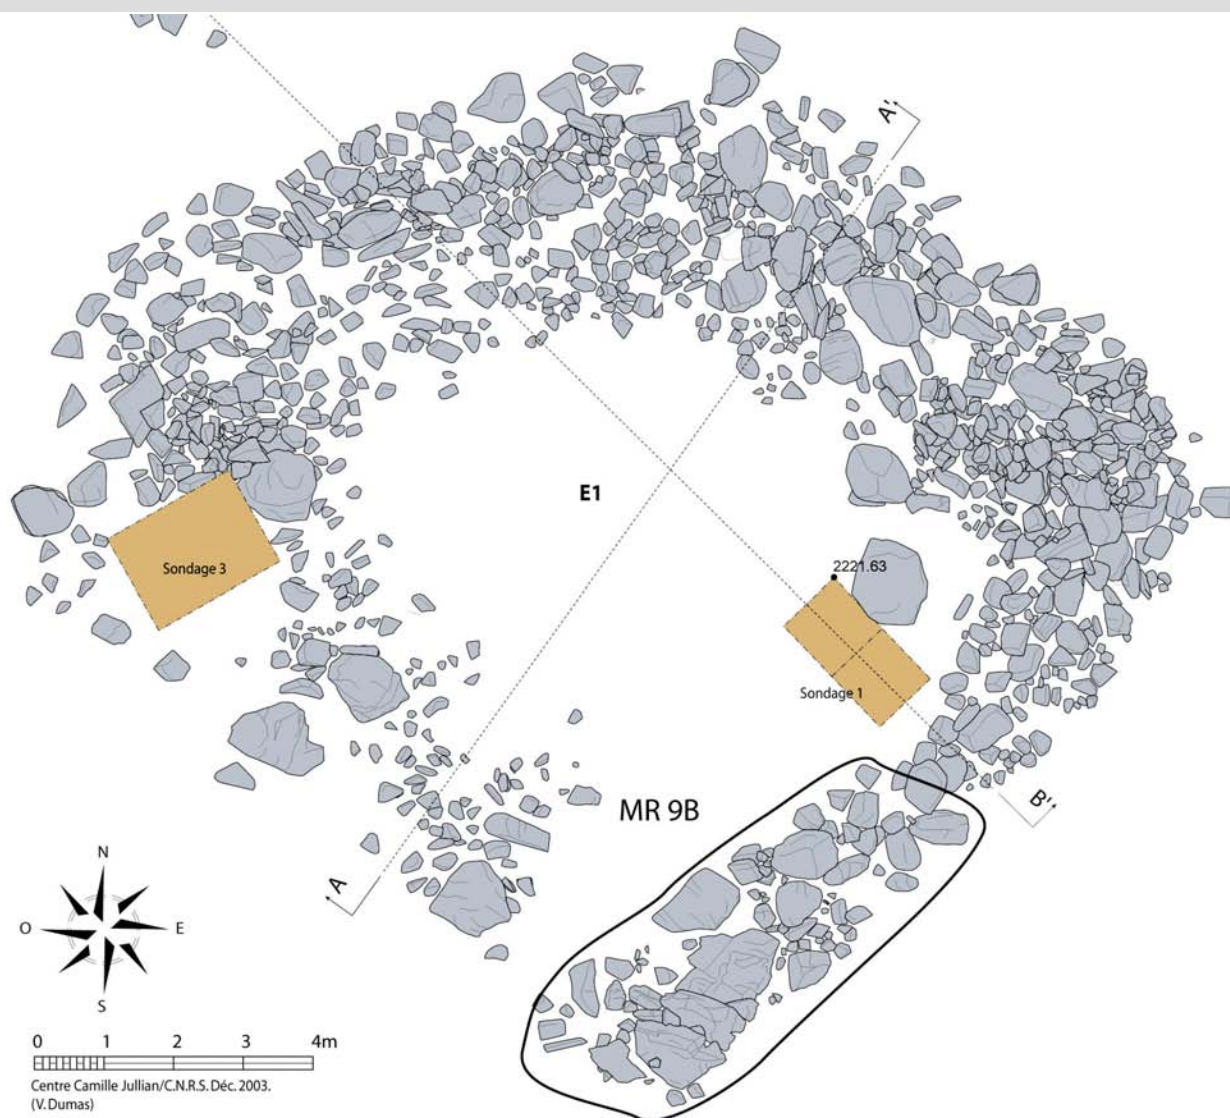 A'
E1
2221.63
Sondage 3
Sondage 1
MR 9B
B'
A
N
O
E
S
0 1 2 3 4m
Centre Camille Jullian/C.N.R.S. Déc. 2003.
(V. Dumas)